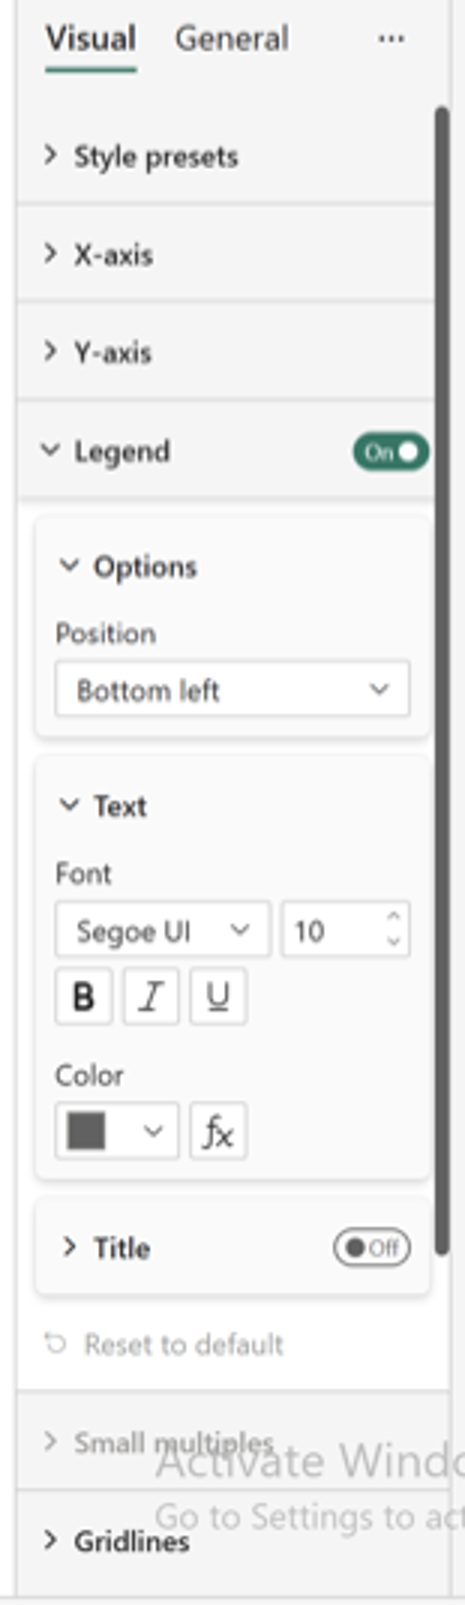 Visual General ...
Style presets
X-axis
Y-axis
Legend On
Options
Position
Bottom left
Text
Font
Segoe UI 10
B I U
Color
fx
Title Off
Reset to default
Small multiples
Activate Windo
Go to Settings to act
Gridlines